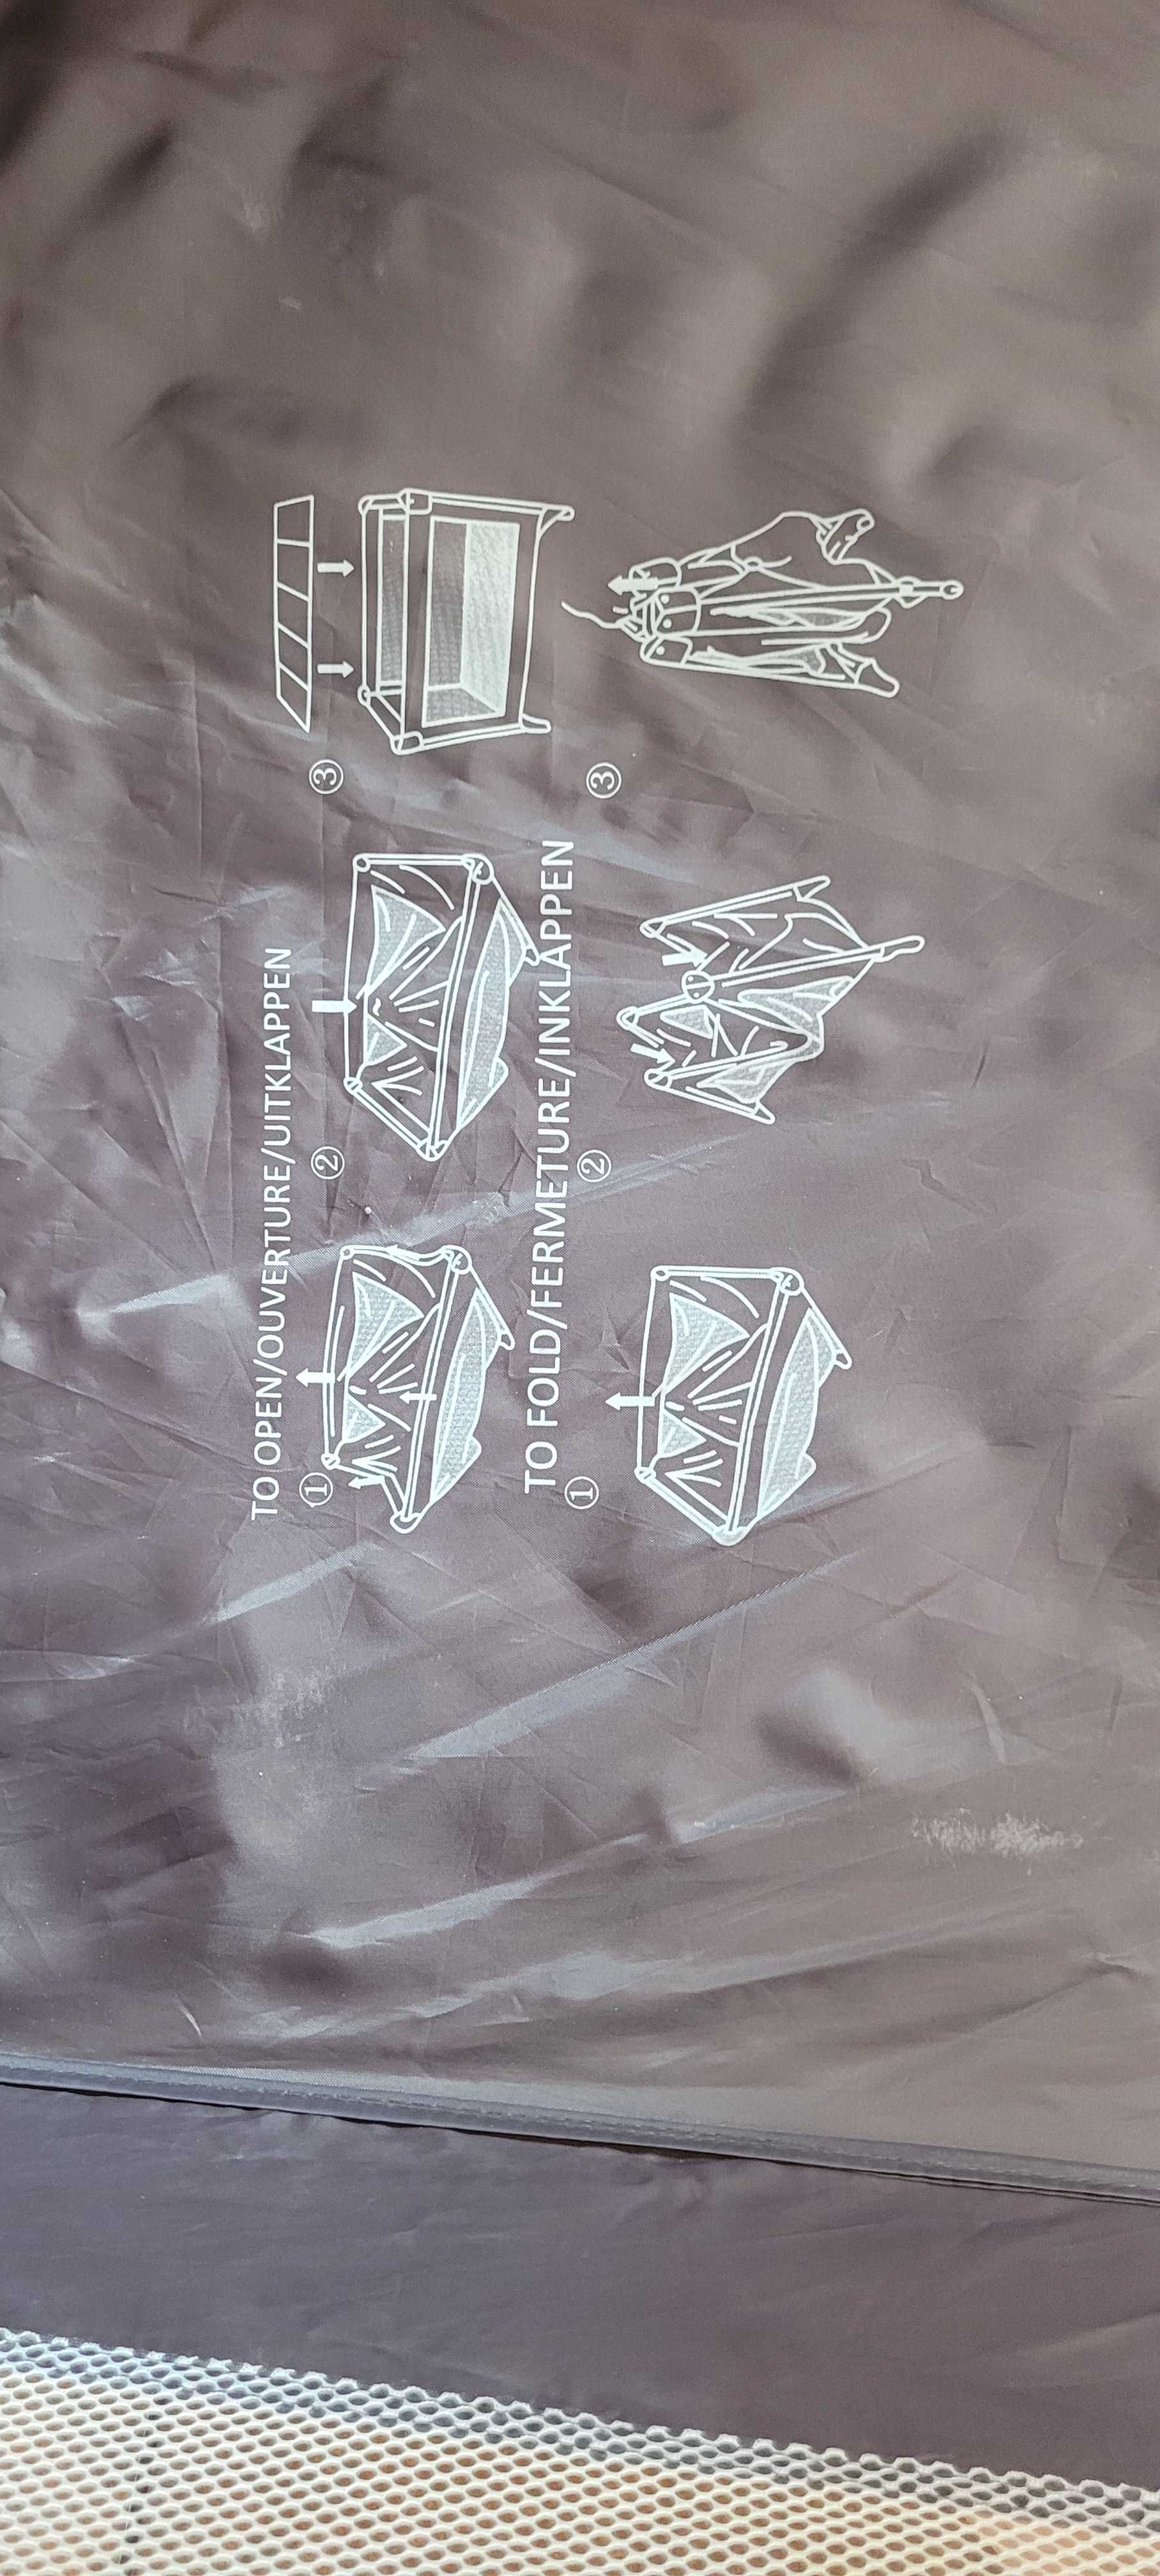 TO OPEN/OUVERTURE/UITKLAPPEN
① ② ③
TO FOLD/FERMETURE/INKLAPPEN
① ② ③